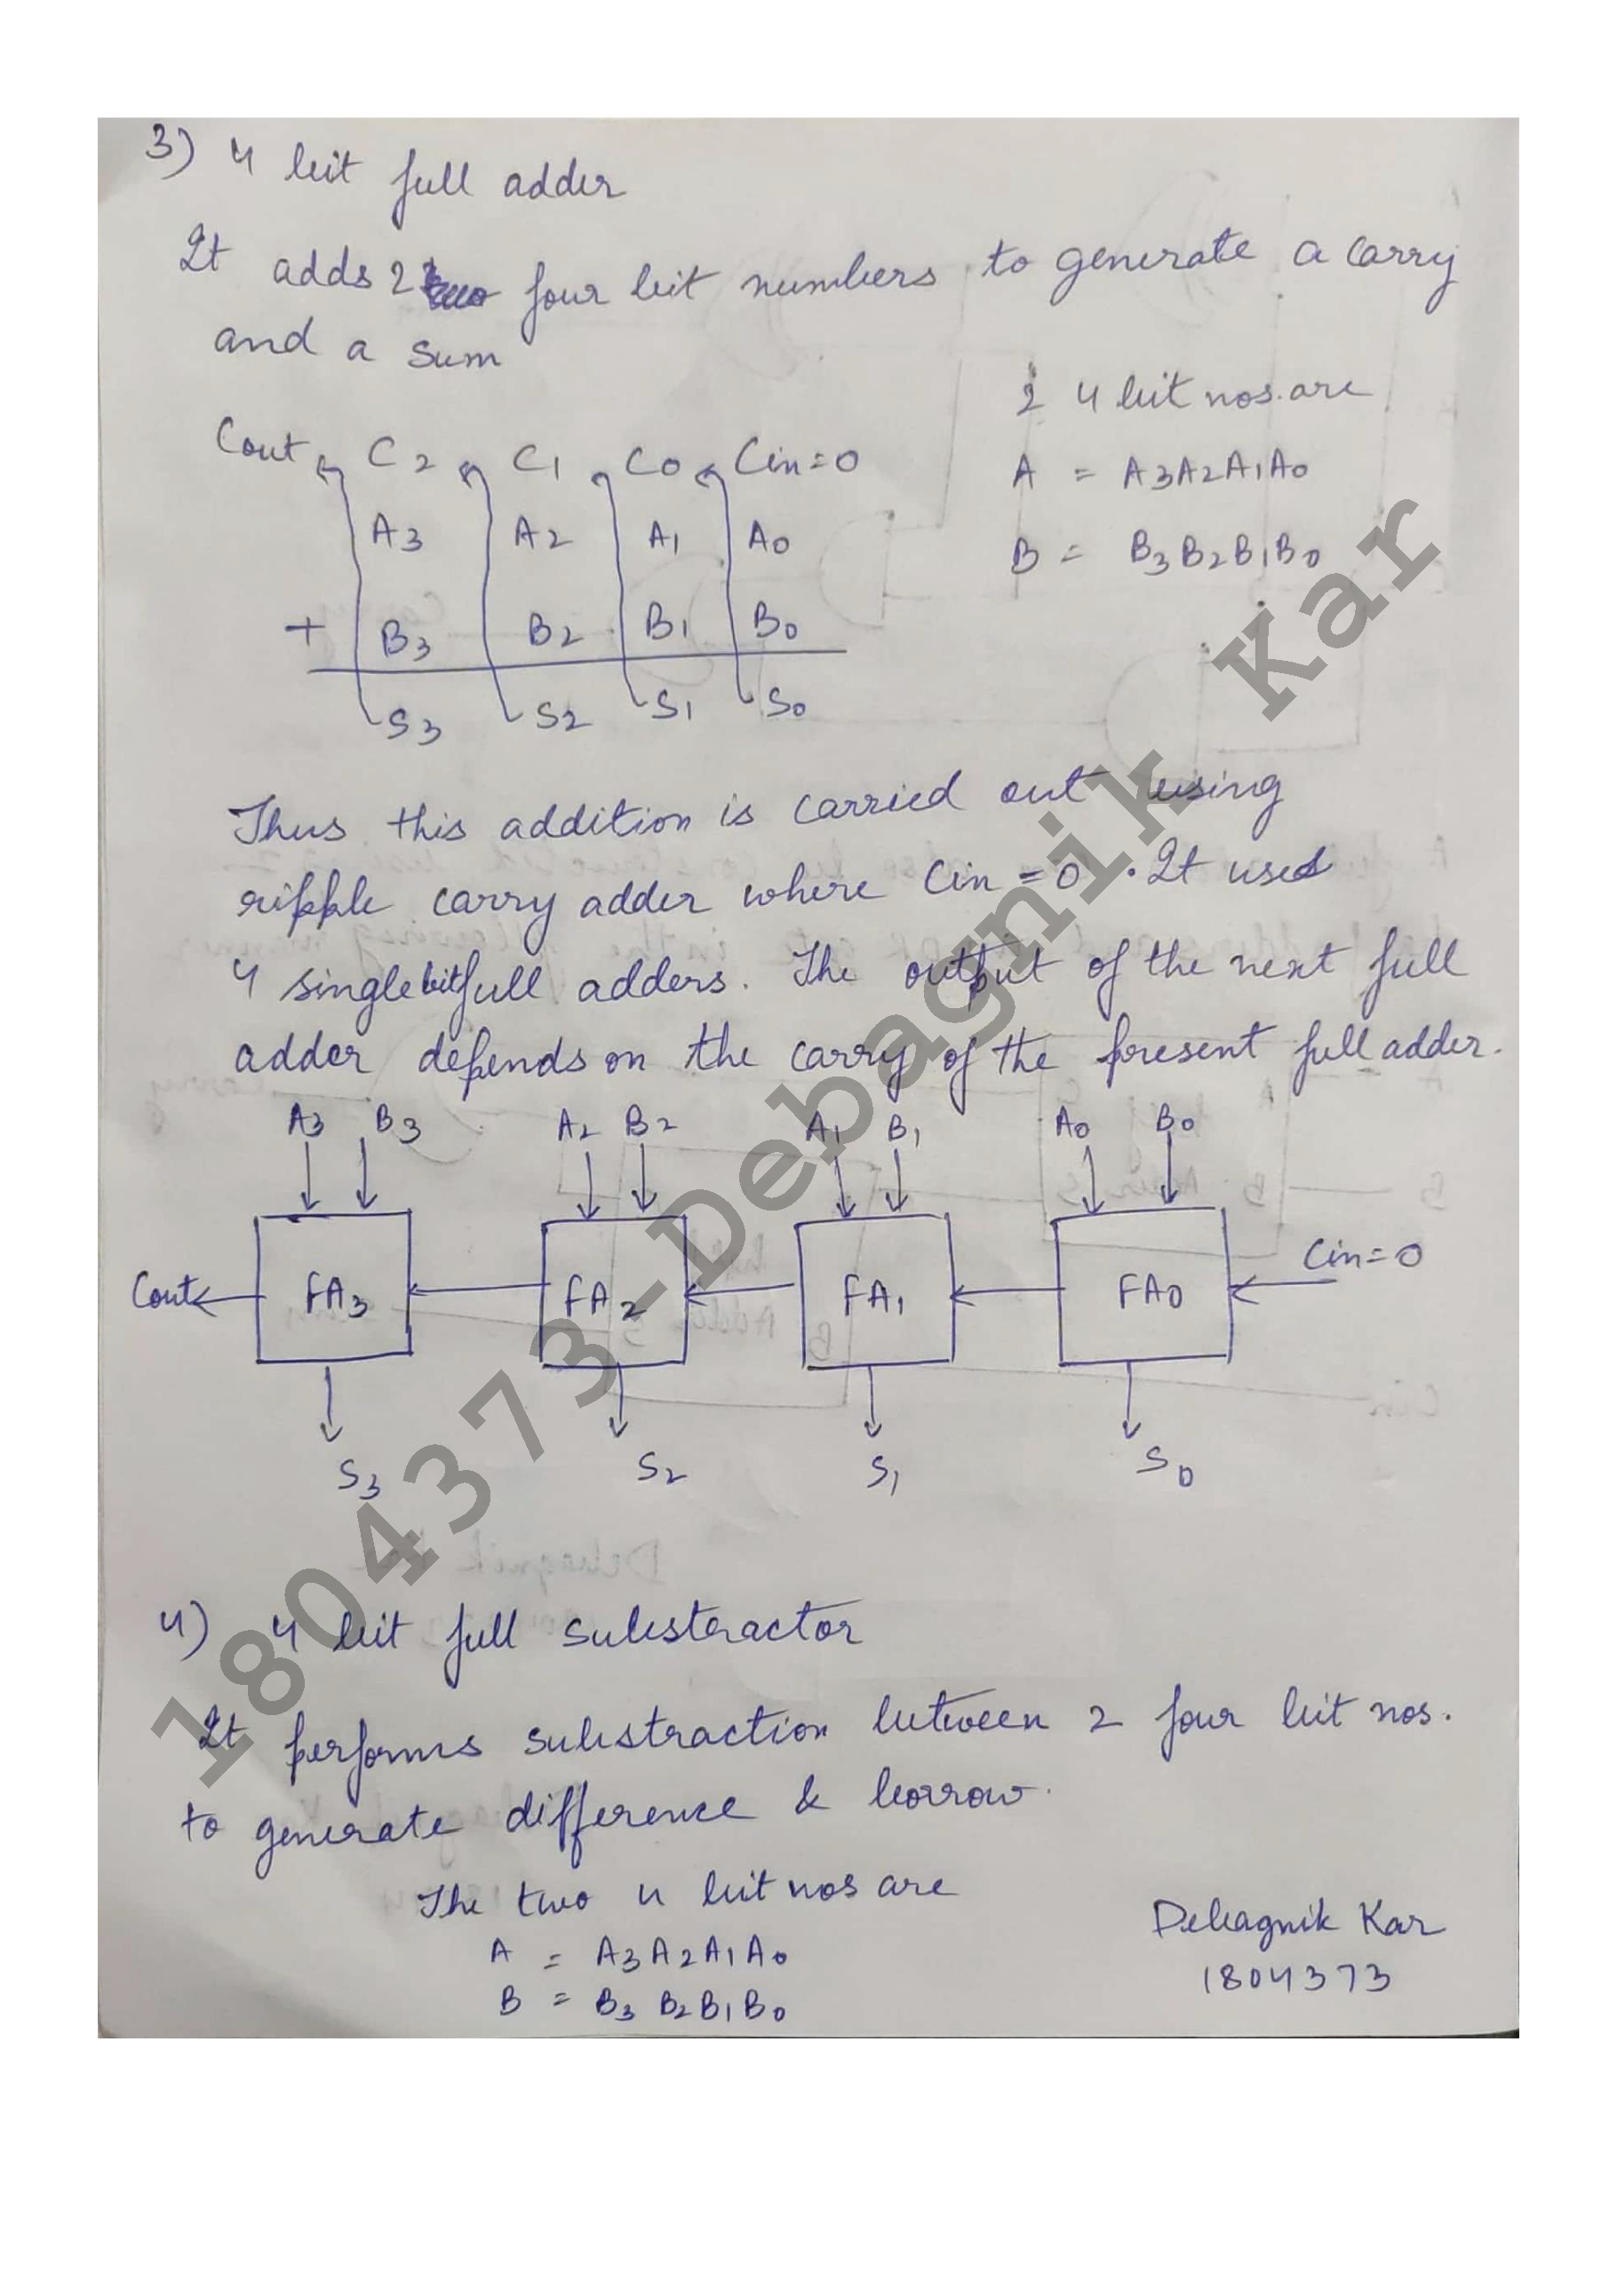 3) 4 bit full adder
It adds 2 four bit numbers to generate a carry
and a sum
2 4 bit nos. are
Cout C2 C1 C0 Cin=0
A = A3A2A1A0
A3 A2 A1 A0
B = B3B2B1B0
+ B3 B2 B1 B0
S3 S2 S1 S0
Thus this addition is carried out using
ripple carry adder where Cin = 0. It used
4 single bit full adders. The output of the next full
adder depends on the carry of the present full adder.
A3 B3 A2 B2 A1 B1 A0 B0
Cin=0
Cout FA3 FA2 FA1 FA0
S3 S2 S1 S0
4) 4 bit full substractor
It performs substraction between 2 four bit nos.
to generate difference & borrow.
The two 4 bit nos are
A = A3A2A1A0
B = B3B2B1B0
Debagnik Kar
1804373
1804373-Debagnik Kar